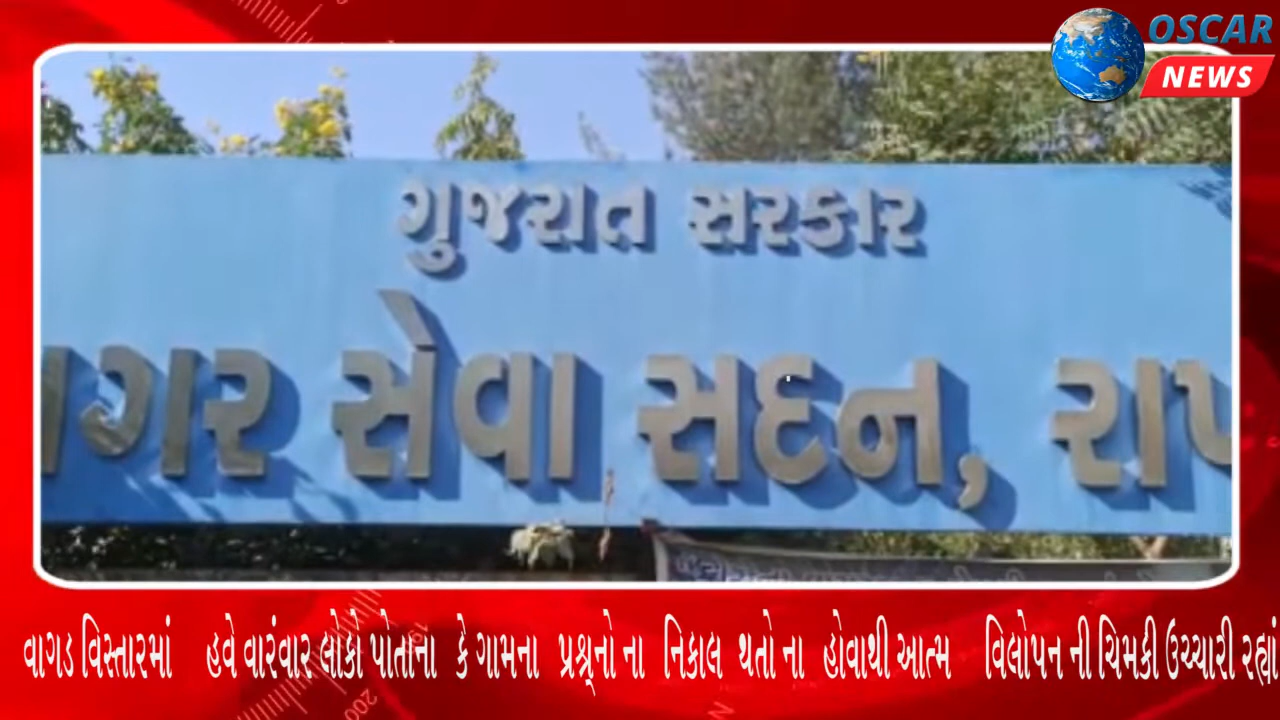 OSCAR
NEWS
ગુજરાત સરકાર
ગર સેવા સદન,
વાગડ વિસ્તારમાં હવે વારંવાર લોકો પોતાના કે ગામના પ્રશ્ર્નો ના નિકાલ થતો ના હોવાથી આત્મ વિલોપન ની ચિમકી ઉચ્ચારી રહ્યાં